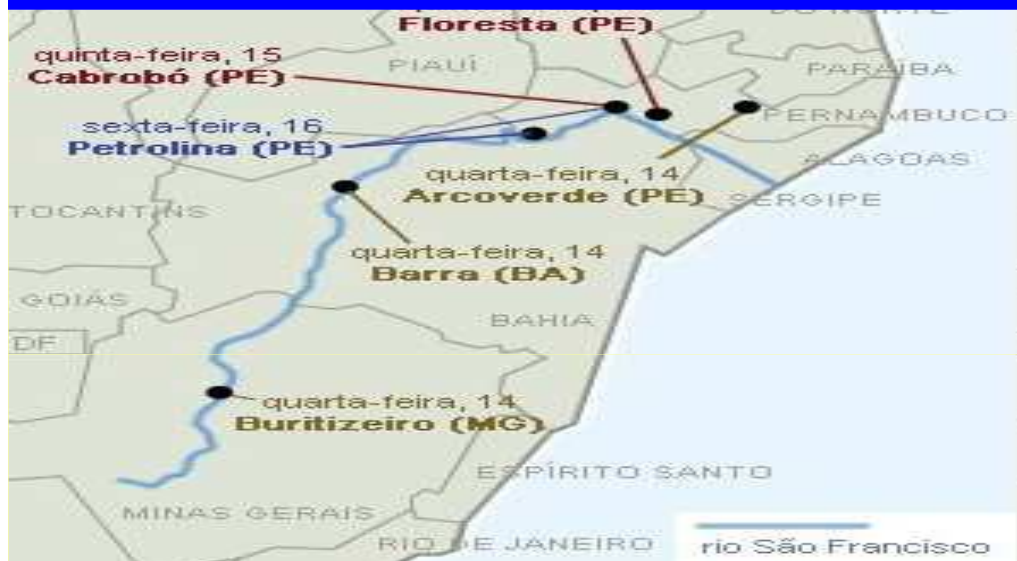 DO NORTE
Floresta (PE)
quinta-feira, 15
Cabrobó (PE)
PIAUÍ
PARAÍBA
sexta-feira, 16
Petrolina (PE)
PERNAMBUCO
ALAGOAS
quarta-feira, 14
Arcoverde (PE)
SERGIPE
TOCANTINS
quarta-feira, 14
Barra (BA)
GOIÁS
BAHIA
DF
quarta-feira, 14
Buritizeiro (MG)
ESPÍRITO SANTO
MINAS GERAIS
RIO DE JANEIRO
rio São Francisco